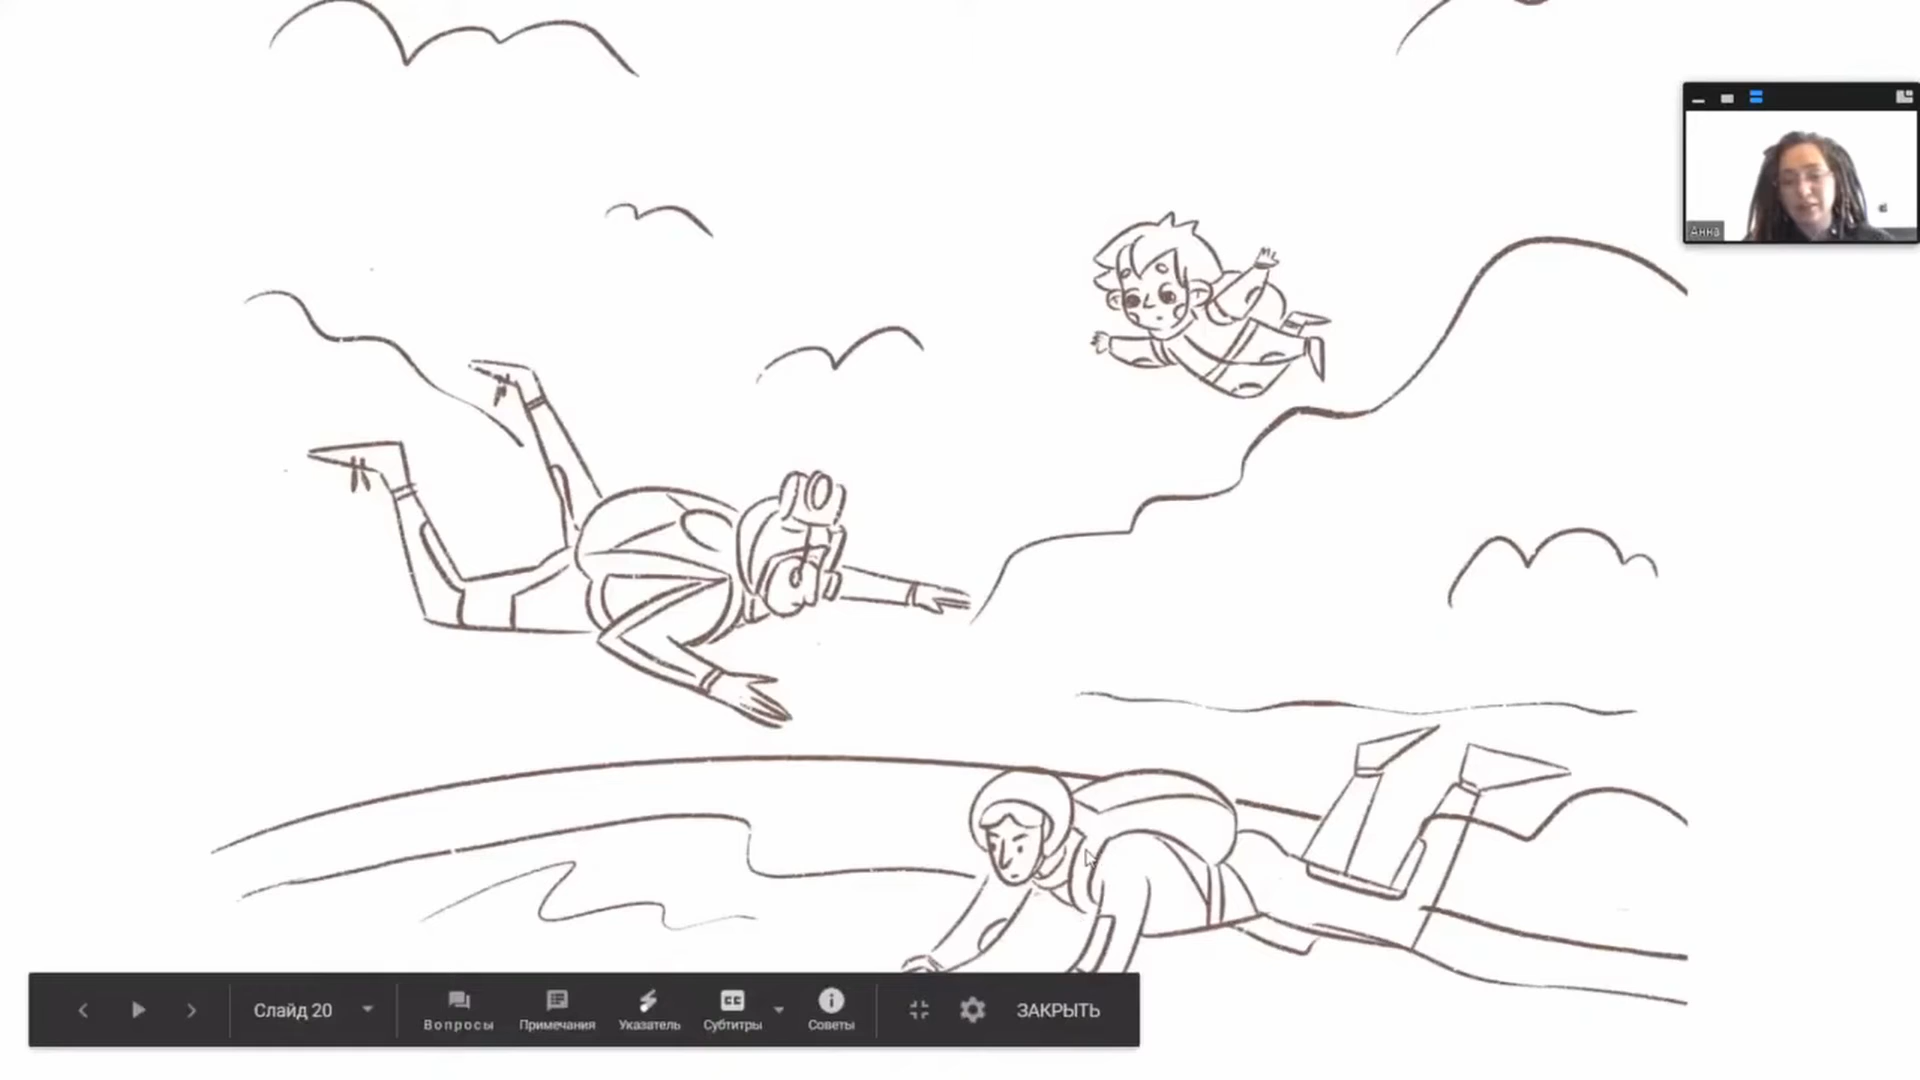 Анна
Слайд 20
Вопросы
Примечания
Указатель
Субтитры
Советы
ЗАКРЫТЬ